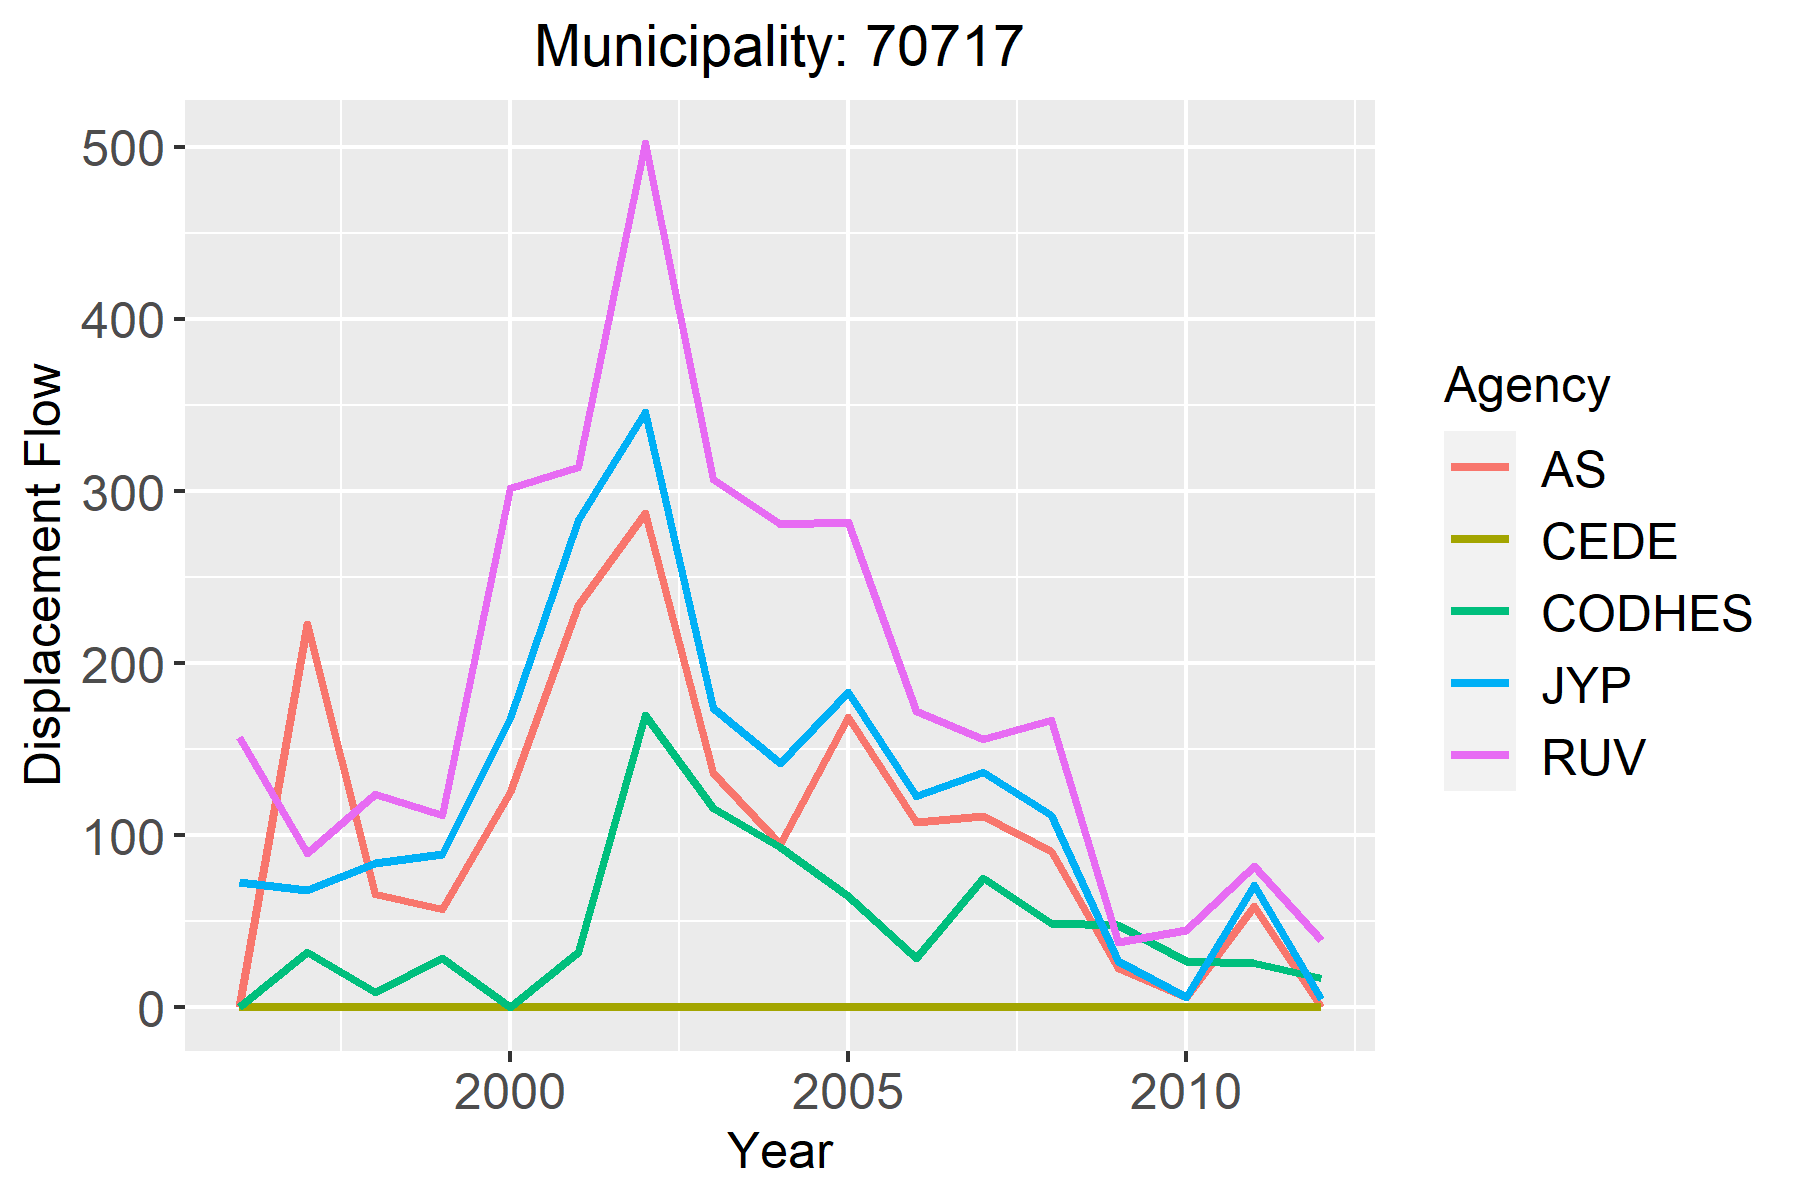 Municipality: 70717
500
400
300
200
100
0
Displacement Flow
2000 2005 2010
Year
Agency
AS
CEDE
CODHES
JYP
RUV